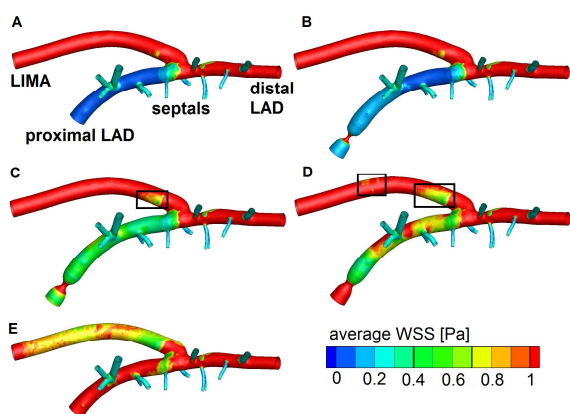 A
B
LIMA
septals
distal
LAD
proximal LAD
C
D
E
average WSS [Pa]
0 0.2 0.4 0.6 0.8 1